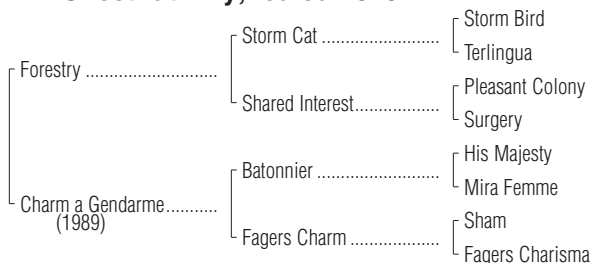 Storm Bird
Storm Cat ........................
Terlingua
Forestry ...........................
Pleasant Colony
Shared Interest.................
Surgery
His Majesty
Batonnier .........................
Mira Femme
Charm a Gendarme..........
(1989)
Sham
Fagers Charm ..................
Fagers Charisma